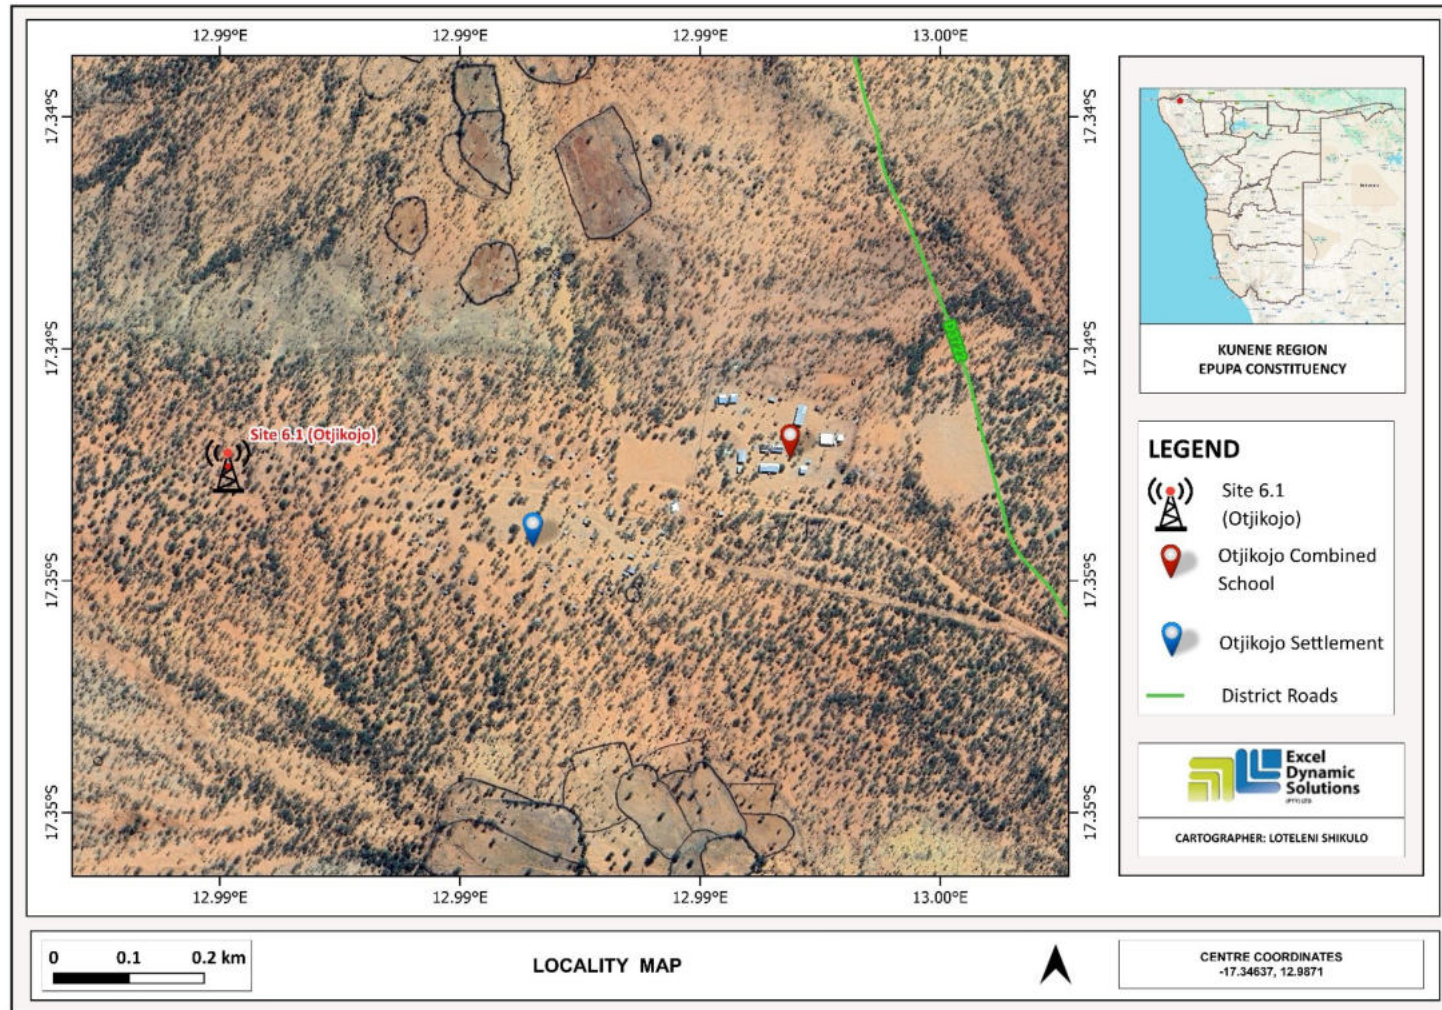 12.99°E
12.99°E
12.99°E
13.00°E
17.34°S
17.34°S
17.35°S
17.35°S
17.34°S
17.34°S
17.35°S
17.35°S
12.99°E
12.99°E
12.99°E
13.00°E
Site 6.1 (Otjikojo)
KUNENE REGION
EPUPA CONSTITUENCY
LEGEND
Site 6.1
(Otjikojo)
Otjikojo Combined
School
Otjikojo Settlement
District Roads
Excel
Dynamic
Solutions
(PTY) LTD
CARTOGRAPHER: LOTELENI SHIKULO
0 0.1 0.2 km
LOCALITY MAP
CENTRE COORDINATES
-17.34637, 12.9871